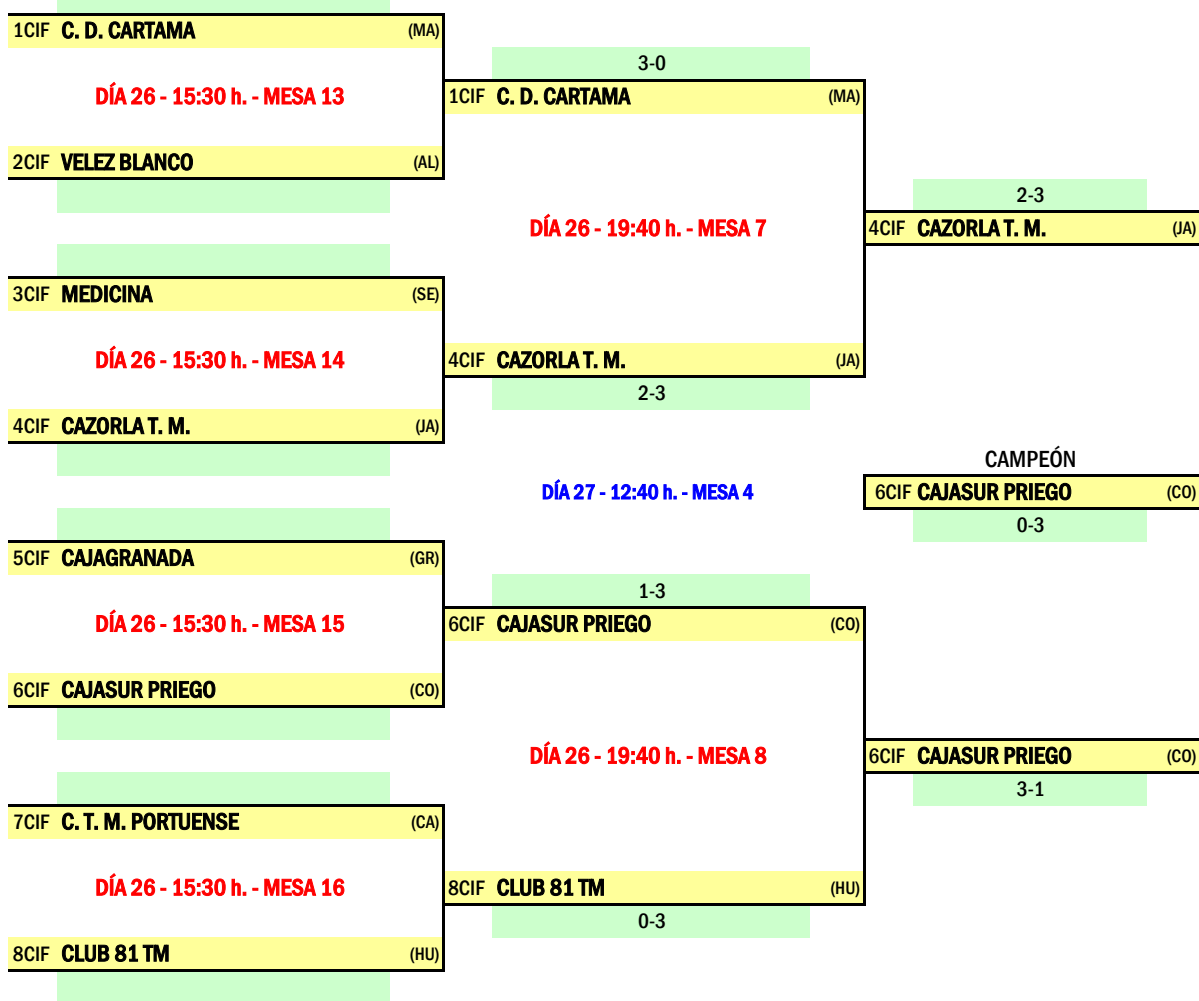 1CIF C. D. CARTAMA (MA)
DÍA 26 - 15:30 h. - MESA 13
2CIF VELEZ BLANCO (AL)
3CIF MEDICINA (SE)
DÍA 26 - 15:30 h. - MESA 14
4CIF CAZORLA T. M. (JA)
5CIF CAJAGRANADA (GR)
DÍA 26 - 15:30 h. - MESA 15
6CIF CAJASUR PRIEGO (CO)
7CIF C. T. M. PORTUENSE (CA)
DÍA 26 - 15:30 h. - MESA 16
8CIF CLUB 81 TM (HU)
3-0
1CIF C. D. CARTAMA (MA)
DÍA 26 - 19:40 h. - MESA 7
4CIF CAZORLA T. M. (JA)
2-3
DÍA 27 - 12:40 h. - MESA 4
1-3
6CIF CAJASUR PRIEGO (CO)
DÍA 26 - 19:40 h. - MESA 8
8CIF CLUB 81 TM (HU)
0-3
2-3
4CIF CAZORLA T. M. (JA)
CAMPEÓN
6CIF CAJASUR PRIEGO (CO)
0-3
6CIF CAJASUR PRIEGO (CO)
3-1